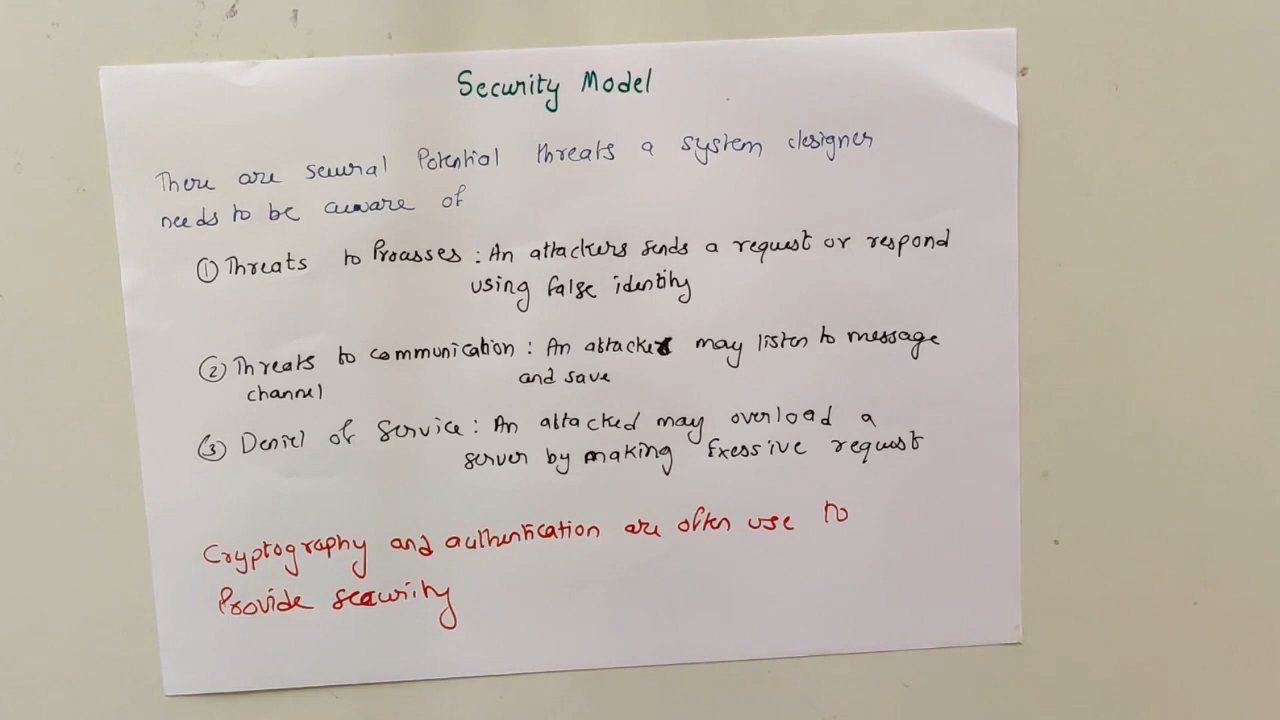 Security Model
There are several Potential threats a system designer
needs to be aware of
① Threats to Processes : An attackers sends a request or respond
using false identity
② Threats to communication : An attacker may listen to message
channel and save
③ Deniel of Service : An attacked may overload a
server by making Exessive request
Cryptography and authentication are often use to
Provide security